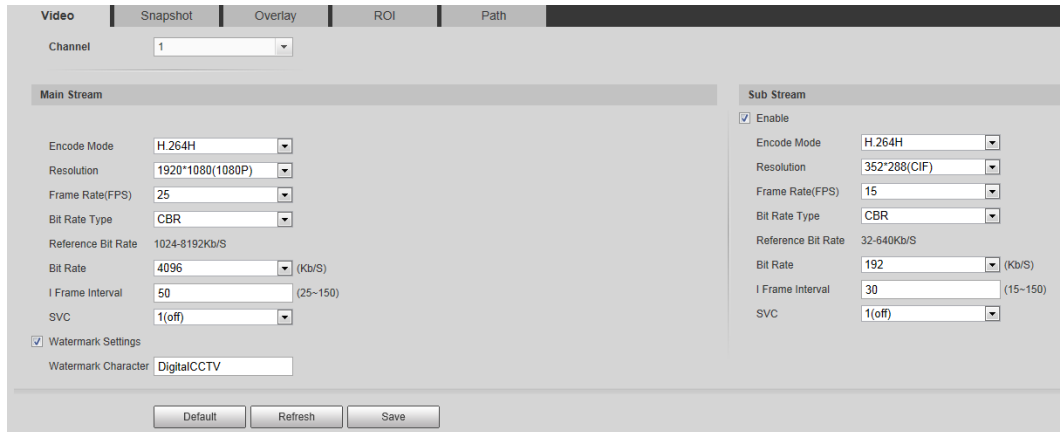 Video Snapshot Overlay ROI Path
Channel 1
Main Stream
Encode Mode H.264H
Resolution 1920*1080(1080P)
Frame Rate(FPS) 25
Bit Rate Type CBR
Reference Bit Rate 1024-8192Kb/S
Bit Rate 4096 (Kb/S)
I Frame Interval 50 (25~150)
SVC 1(off)
Watermark Settings
Watermark Character DigitalCCTV
Sub Stream
Enable
Encode Mode H.264H
Resolution 352*288(CIF)
Frame Rate(FPS) 15
Bit Rate Type CBR
Reference Bit Rate 32-640Kb/S
Bit Rate 192 (Kb/S)
I Frame Interval 30 (15~150)
SVC 1(off)
Default Refresh Save